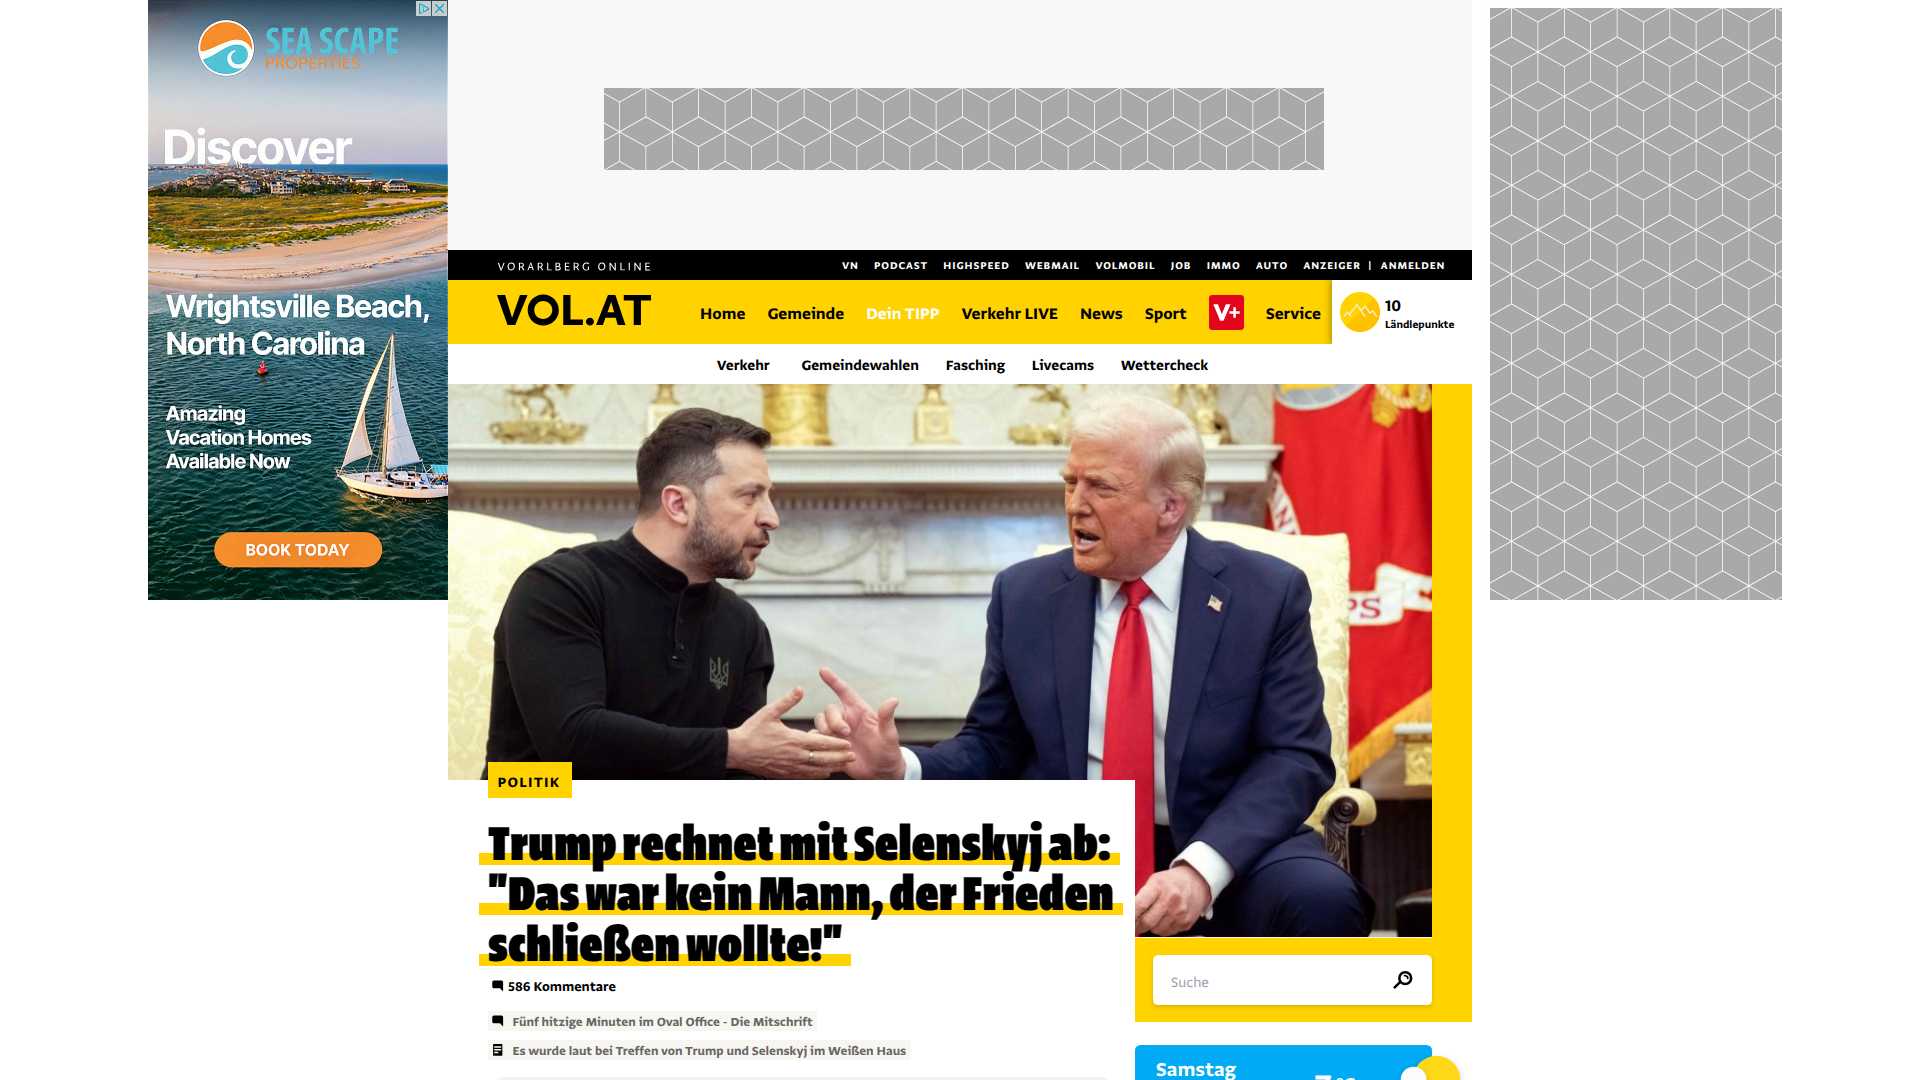 SEA SCAPE
PROPERTIES
Discover
Wrightsville Beach,
North Carolina
Amazing
Vacation Homes
Available Now
BOOK TODAY
VORARLBERG ONLINE
VN PODCAST HIGHSPEED WEBMAIL VOLMOBIL JOB IMMO AUTO ANZEIGER | ANMELDEN
VOL.AT
Home Gemeinde Dein TIPP Verkehr LIVE News Sport V+ Service
10
Ländlepunkte
Verkehr Gemeindewahlen Fasching Livecams Wettercheck
POLITIK
Trump rechnet mit Selenskyj ab:
"Das war kein Mann, der Frieden
schließen wollte!"
586 Kommentare
Fünf hitzige Minuten im Oval Office - Die Mitschrift
Es wurde laut bei Treffen von Trump und Selenskyj im Weißen Haus
Suche
Samstag